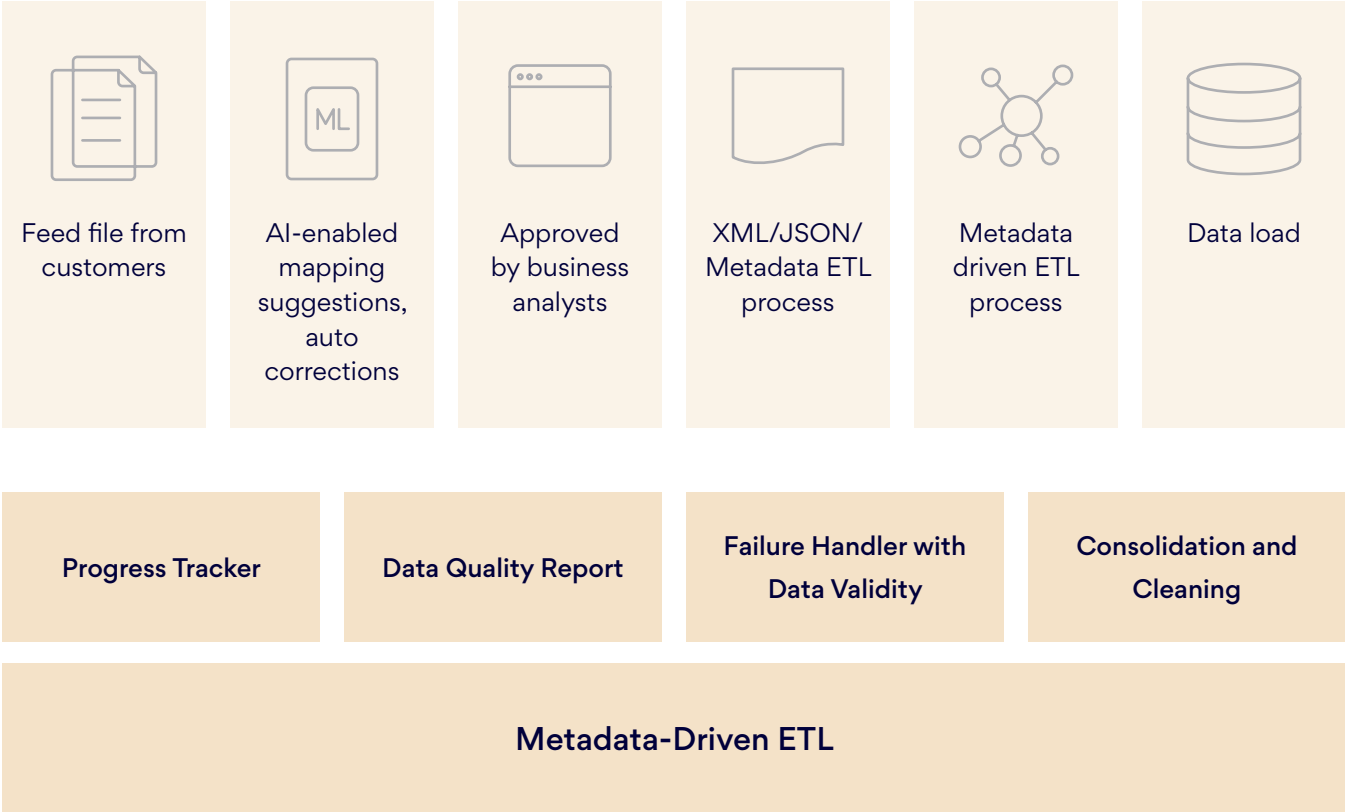 ML
Feed file from
customers
AI-enabled
mapping
suggestions,
auto
corrections
Approved
by business
analysts
XML/JSON/
Metadata ETL
process
Metadata
driven ETL
process
Data load
Progress Tracker
Data Quality Report
Failure Handler with
Data Validity
Consolidation and
Cleaning
Metadata-Driven ETL